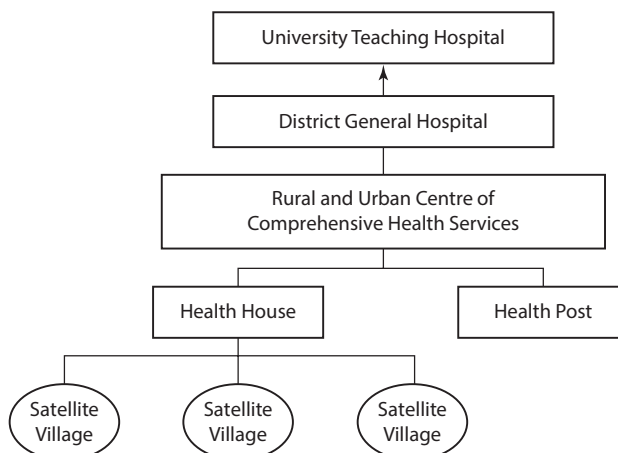 University Teaching Hospital
District General Hospital
Rural and Urban Centre of
Comprehensive Health Services
Health House
Health Post
Satellite
Village
Satellite
Village
Satellite
Village